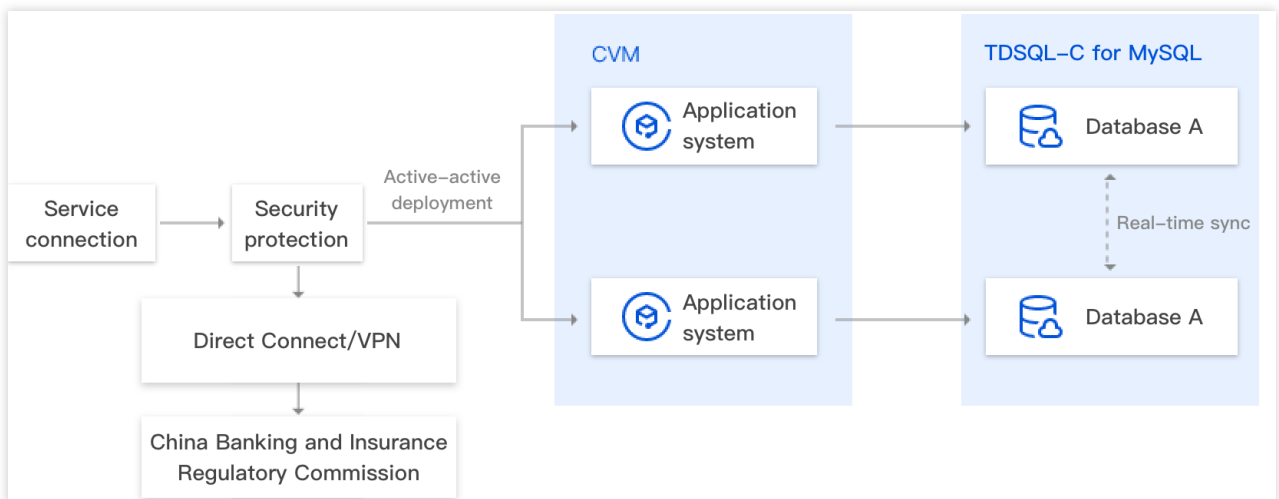 CVM
TDSQL-C for MySQL
Application
system
Database A
Active-active
deployment
Service
connection
Security
protection
Real-time sync
Application
system
Database A
Direct Connect/VPN
China Banking and Insurance
Regulatory Commission